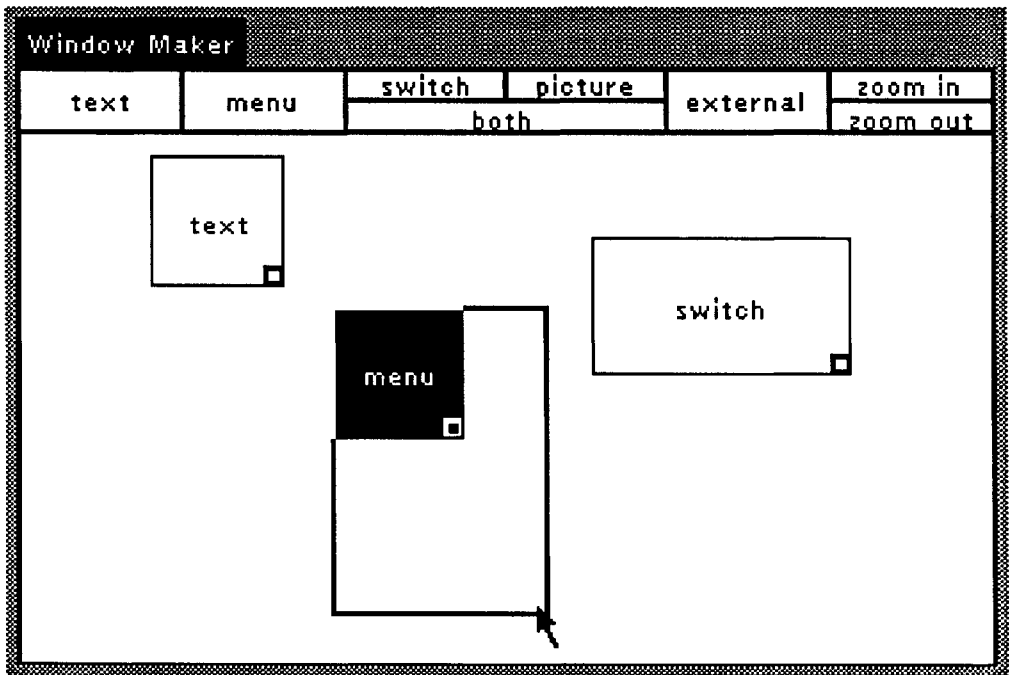 Window Maker
text menu switch picture external zoom in
both zoom out
text
switch
menu